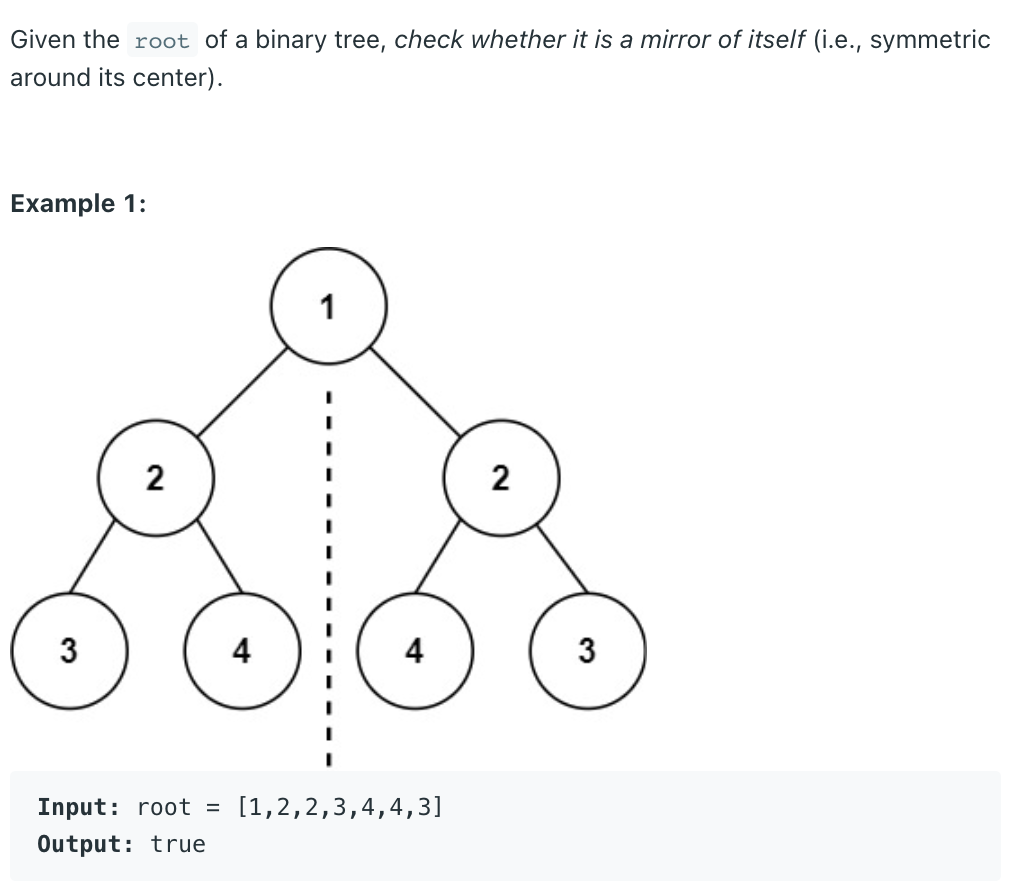 Given the root of a binary tree, check whether it is a mirror of itself (i.e., symmetric
around its center).
Example 1:
1
2 2
3 4 4 3
Input: root = [1,2,2,3,4,4,3]
Output: true